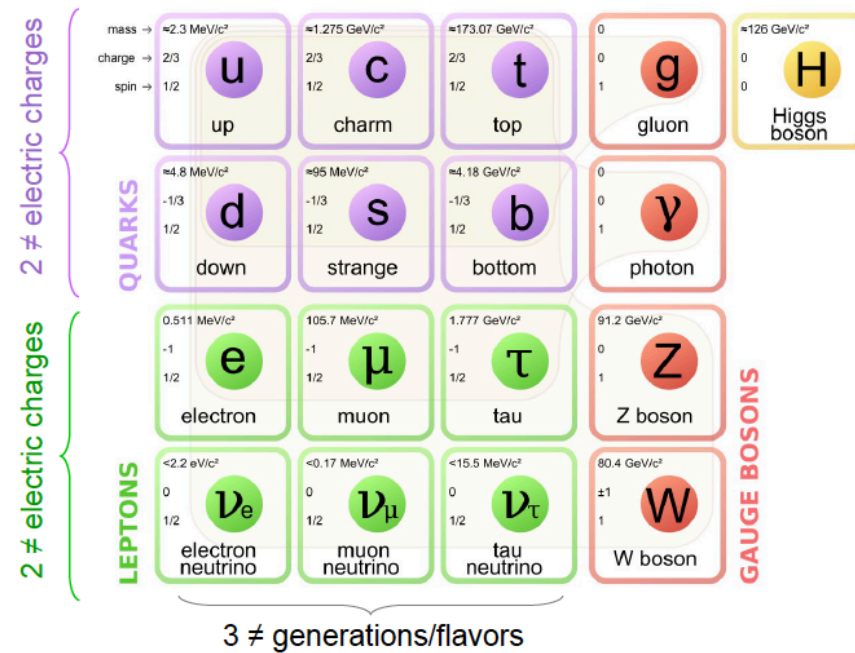 mass →
≈2.3 MeV/c²
charge →
2/3
spin →
1/2
u
up
≈1.275 GeV/c²
2/3
1/2
c
charm
≈173.07 GeV/c²
2/3
1/2
t
top
0
0
1
g
gluon
≈126 GeV/c²
0
0
H
Higgs
boson
2 ≠ electric charges
QUARKS
≈4.8 MeV/c²
-1/3
1/2
d
down
≈95 MeV/c²
-1/3
1/2
s
strange
≈4.18 GeV/c²
-1/3
1/2
b
bottom
0
0
1
γ
photon
2 ≠ electric charges
LEPTONS
0.511 MeV/c²
-1
1/2
e
electron
105.7 MeV/c²
-1
1/2
μ
muon
1.777 GeV/c²
-1
1/2
τ
tau
91.2 GeV/c²
0
1
Z
Z boson
<2.2 eV/c²
0
1/2
νe
electron
neutrino
<0.17 MeV/c²
0
1/2
νμ
muon
neutrino
<15.5 MeV/c²
0
1/2
ντ
tau
neutrino
80.4 GeV/c²
±1
1
W
W boson
GAUGE BOSONS
3 ≠ generations/flavors